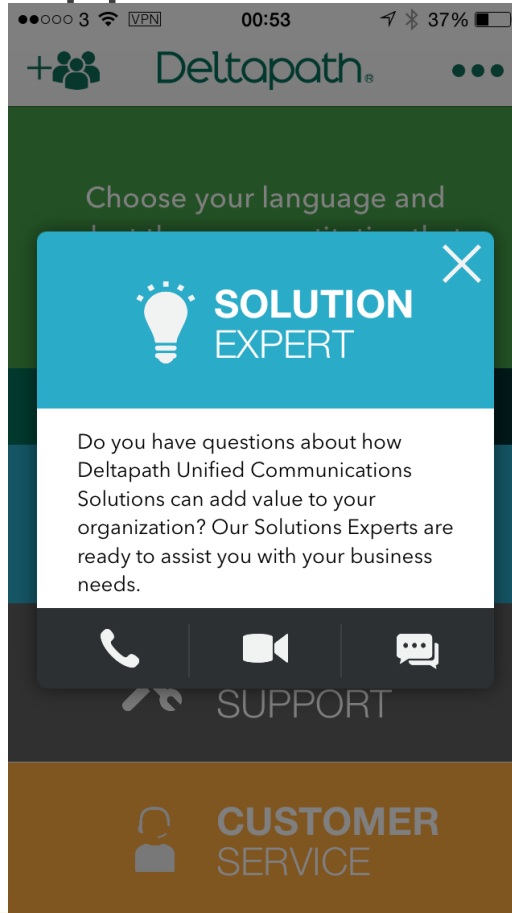 3 VPN 00:53 37%
Deltapath®
Choose your language and
SOLUTION
EXPERT
Do you have questions about how
Deltapath Unified Communications
Solutions can add value to your
organization? Our Solutions Experts are
ready to assist you with your business
needs.
SUPPORT
CUSTOMER
SERVICE